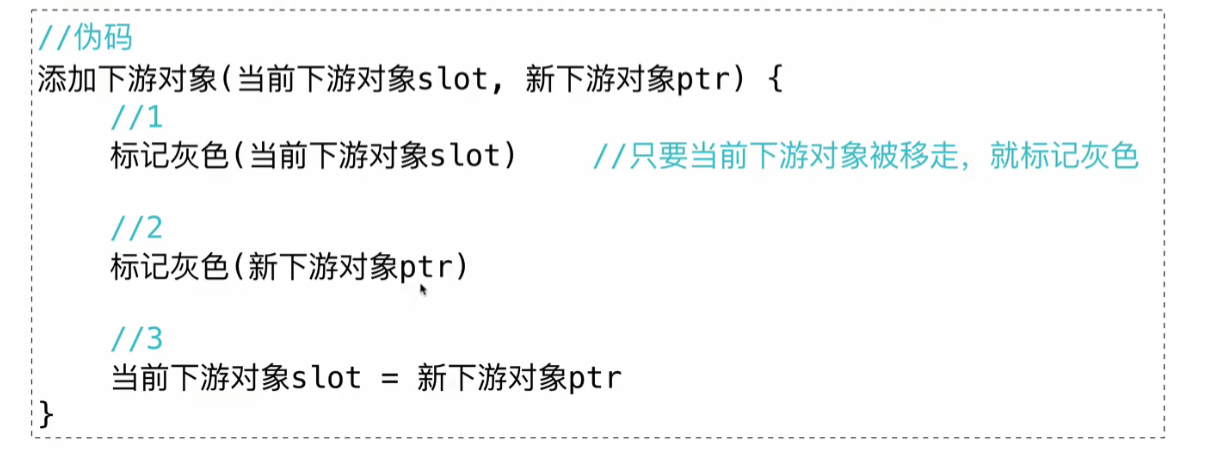 //伪码
添加下游对象(当前下游对象slot, 新下游对象ptr) {
//1
标记灰色(当前下游对象slot) //只要当前下游对象被移走，就标记灰色
//2
标记灰色(新下游对象ptr)
//3
当前下游对象slot = 新下游对象ptr
}